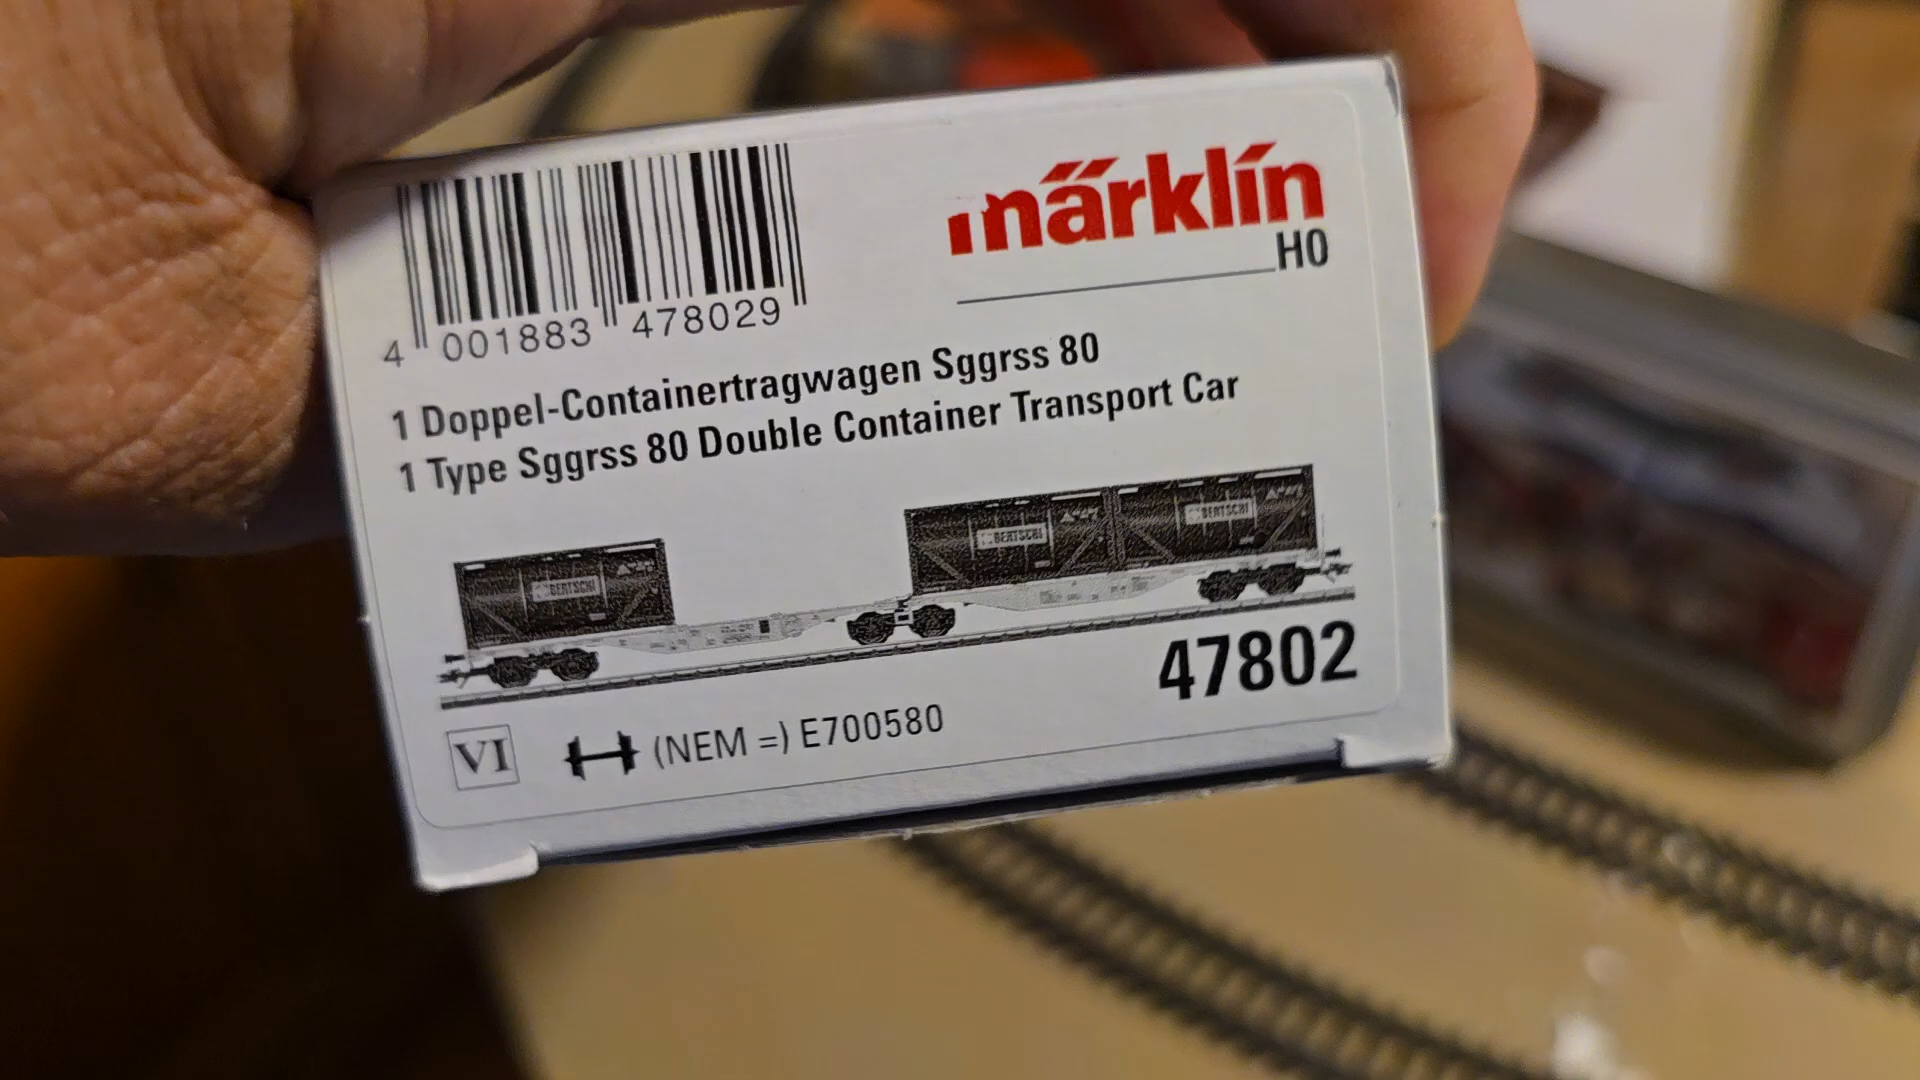 märklín
H0
4 001883 478029
1 Doppel-Containertragwagen Sggrss 80
1 Type Sggrss 80 Double Container Transport Car
BERTSCHI
BERTSCHI
BERTSCHI
47802
VI (NEM =) E700580